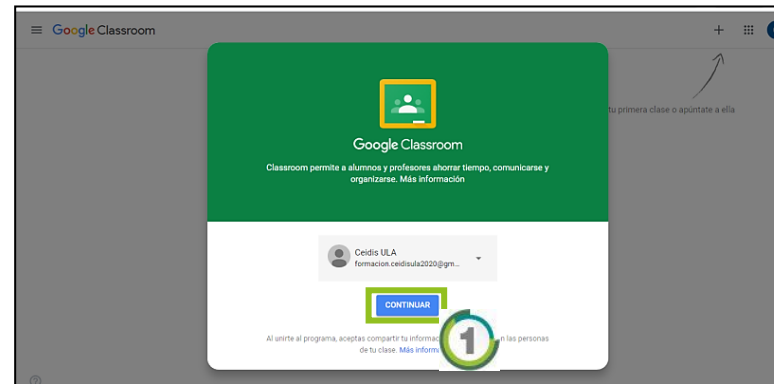 Google Classroom
tu primera clase o apúntate a ella
Google Classroom
Classroom permite a alumnos y profesores ahorrar tiempo, comunicarse y
organizarse. Más información
Ceidis ULA
formacion.ceidisula2020@gm...
CONTINUAR
1
Al unirte al programa, aceptas compartir tu n las personas
de tu clase. Más